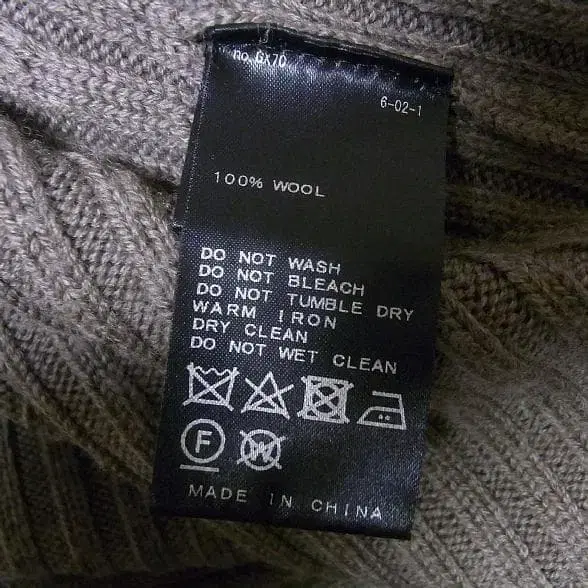 no. 6X70
6-02-1
100% WOOL
DO NOT WASH
DO NOT BLEACH
DO NOT TUMBLE DRY
WARM IRON
DRY CLEAN
DO NOT WET CLEAN
F W
MADE IN CHINA